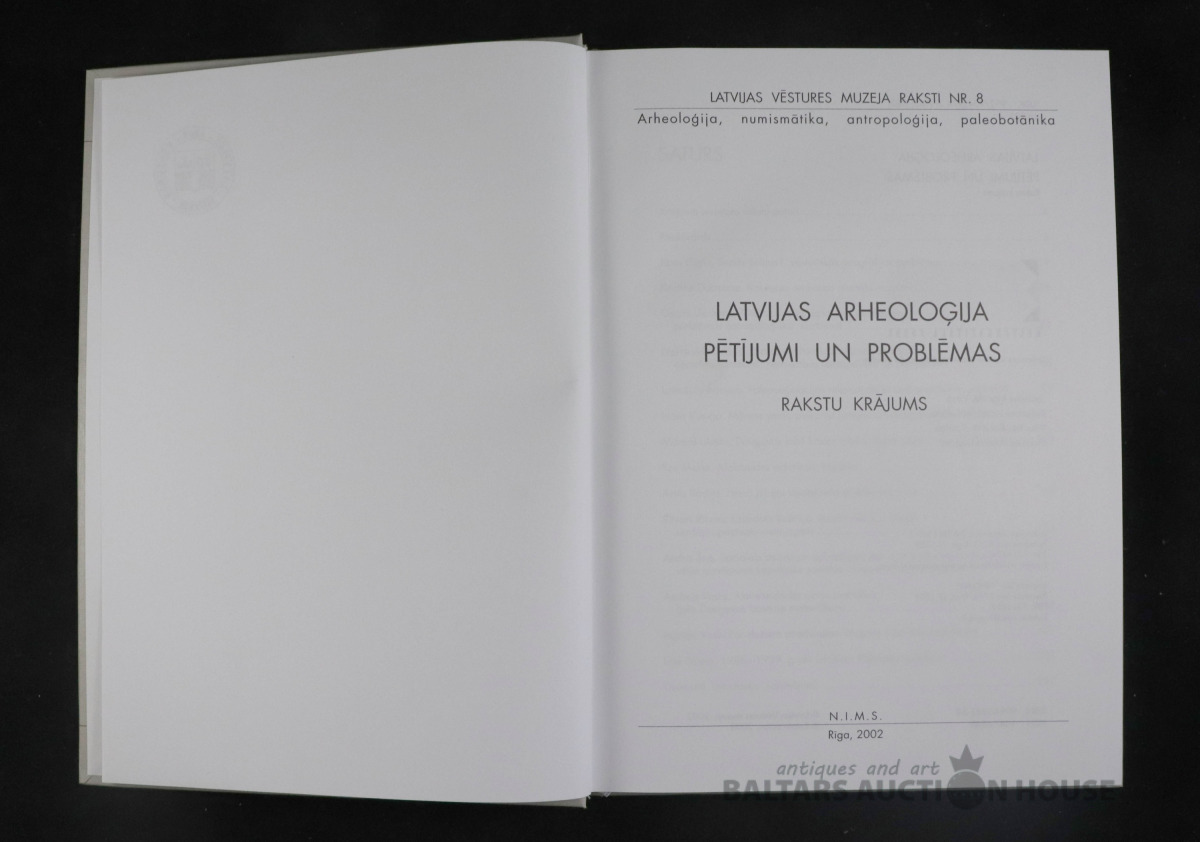 LATVIJAS VĒSTURES MUZEJA RAKSTI NR. 8
Arheoloģija, numismātika, antropoloģija, paleobotānika
LATVIJAS ARHEOLOĢIJA
PĒTĪJUMI UN PROBLĒMAS
RAKSTU KRĀJUMS
N.I.M.S.
Rīga, 2002
antiques and art
BALTARS AUCTION HOUSE